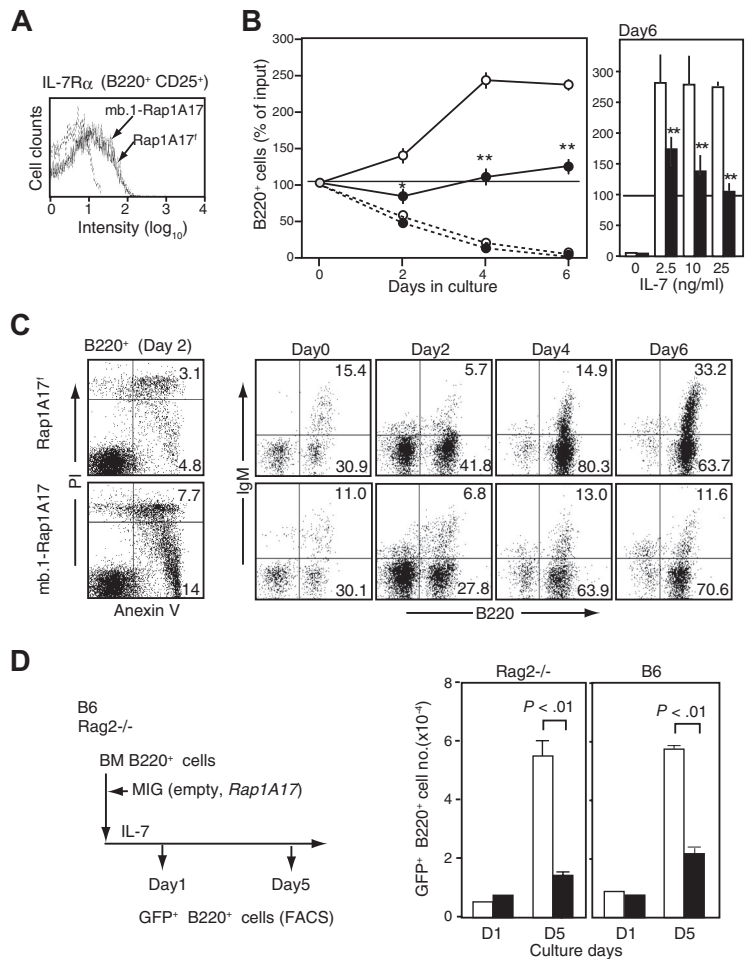 A
IL-7Rα (B220+ CD25+)
mb.1-Rap1A17
Rap1A17f
Cell clounts
0 1 2 3 4
Intensity (log10)
B
B220+ cells (% of input)
300
250
200
150
100
50
0
*
**
**
0 2 4 6
Days in culture
Day6
300
250
200
150
100
50
0
**
**
**
0 2.5 10 25
IL-7 (ng/ml)
C
B220+ (Day 2)
Rap1A17f
mb.1-Rap1A17
PI
3.1
4.8
7.7
14
Anexin V
Day0 Day2 Day4 Day6
IgM
15.4 5.7 14.9 33.2
30.9 41.8 80.3 63.7
11.0 6.8 13.0 11.6
30.1 27.8 63.9 70.6
B220
D
B6
Rag2-/-
BM B220+ cells
MIG (empty, Rap1A17)
IL-7
Day1 Day5
GFP+ B220+ cells (FACS)
Rag2-/- B6
GFP+ B220+ cell no.(x10-4)
8
6
4
2
0
P < .01 P < .01
D1 D5 D1 D5
Culture days